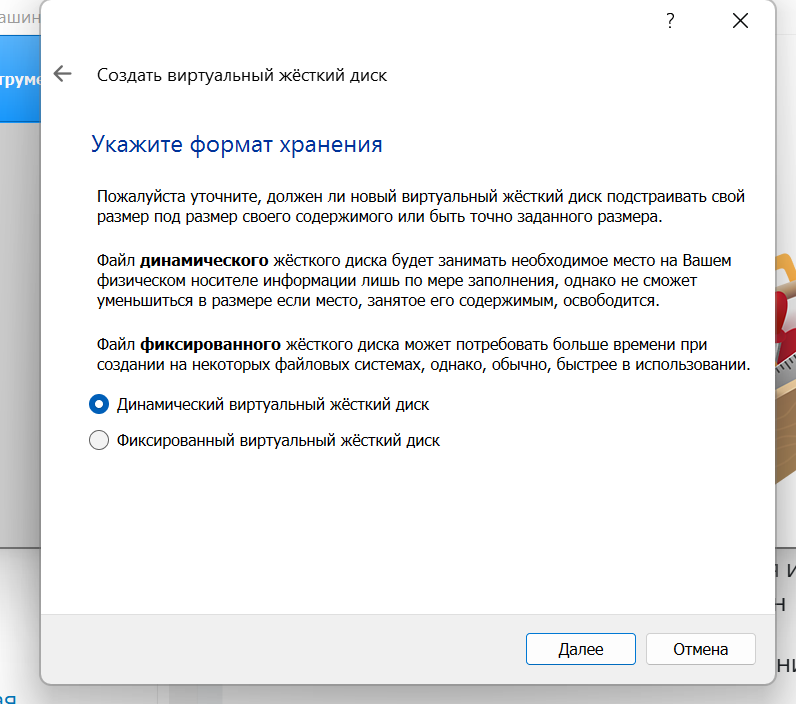 ?
Создать виртуальный жёсткий диск
Укажите формат хранения
Пожалуйста уточните, должен ли новый виртуальный жёсткий диск подстраивать свой
размер под размер своего содержимого или быть точно заданного размера.
Файл динамического жёсткого диска будет занимать необходимое место на Вашем
физическом носителе информации лишь по мере заполнения, однако не сможет
уменьшиться в размере если место, занятое его содержимым, освободится.
Файл фиксированного жёсткого диска может потребовать больше времени при
создании на некоторых файловых системах, однако, обычно, быстрее в использовании.
Динамический виртуальный жёсткий диск
Фиксированный виртуальный жёсткий диск
Далее
Отмена